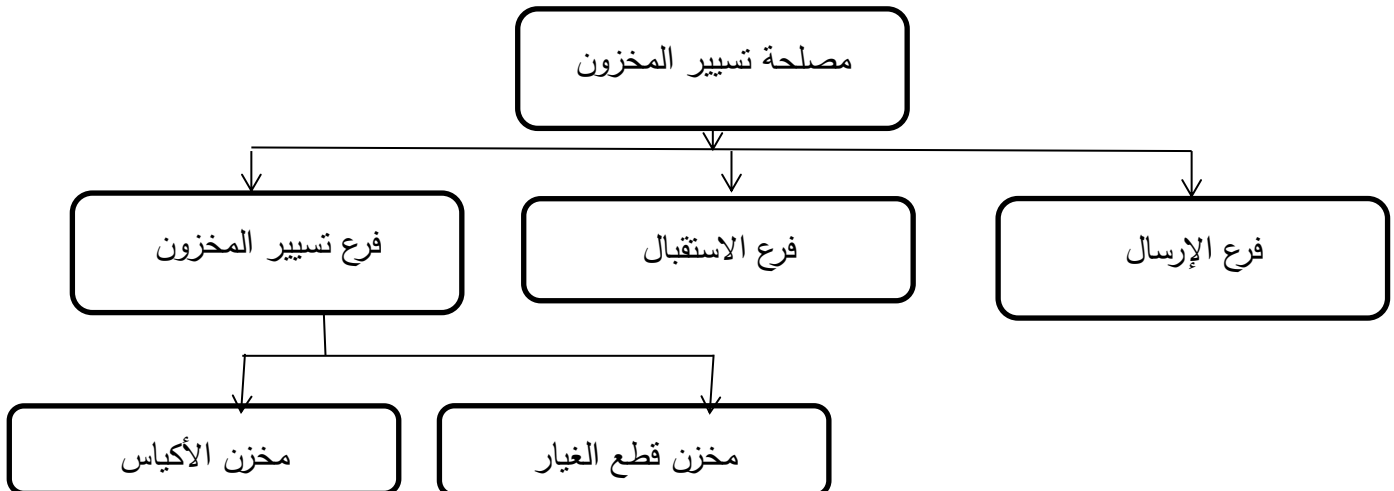 مصلحة تسيير المخزون
فرع الإرسال
فرع الاستقبال
فرع تسيير المخزون
مخزن قطع الغيار
مخزن الأكياس